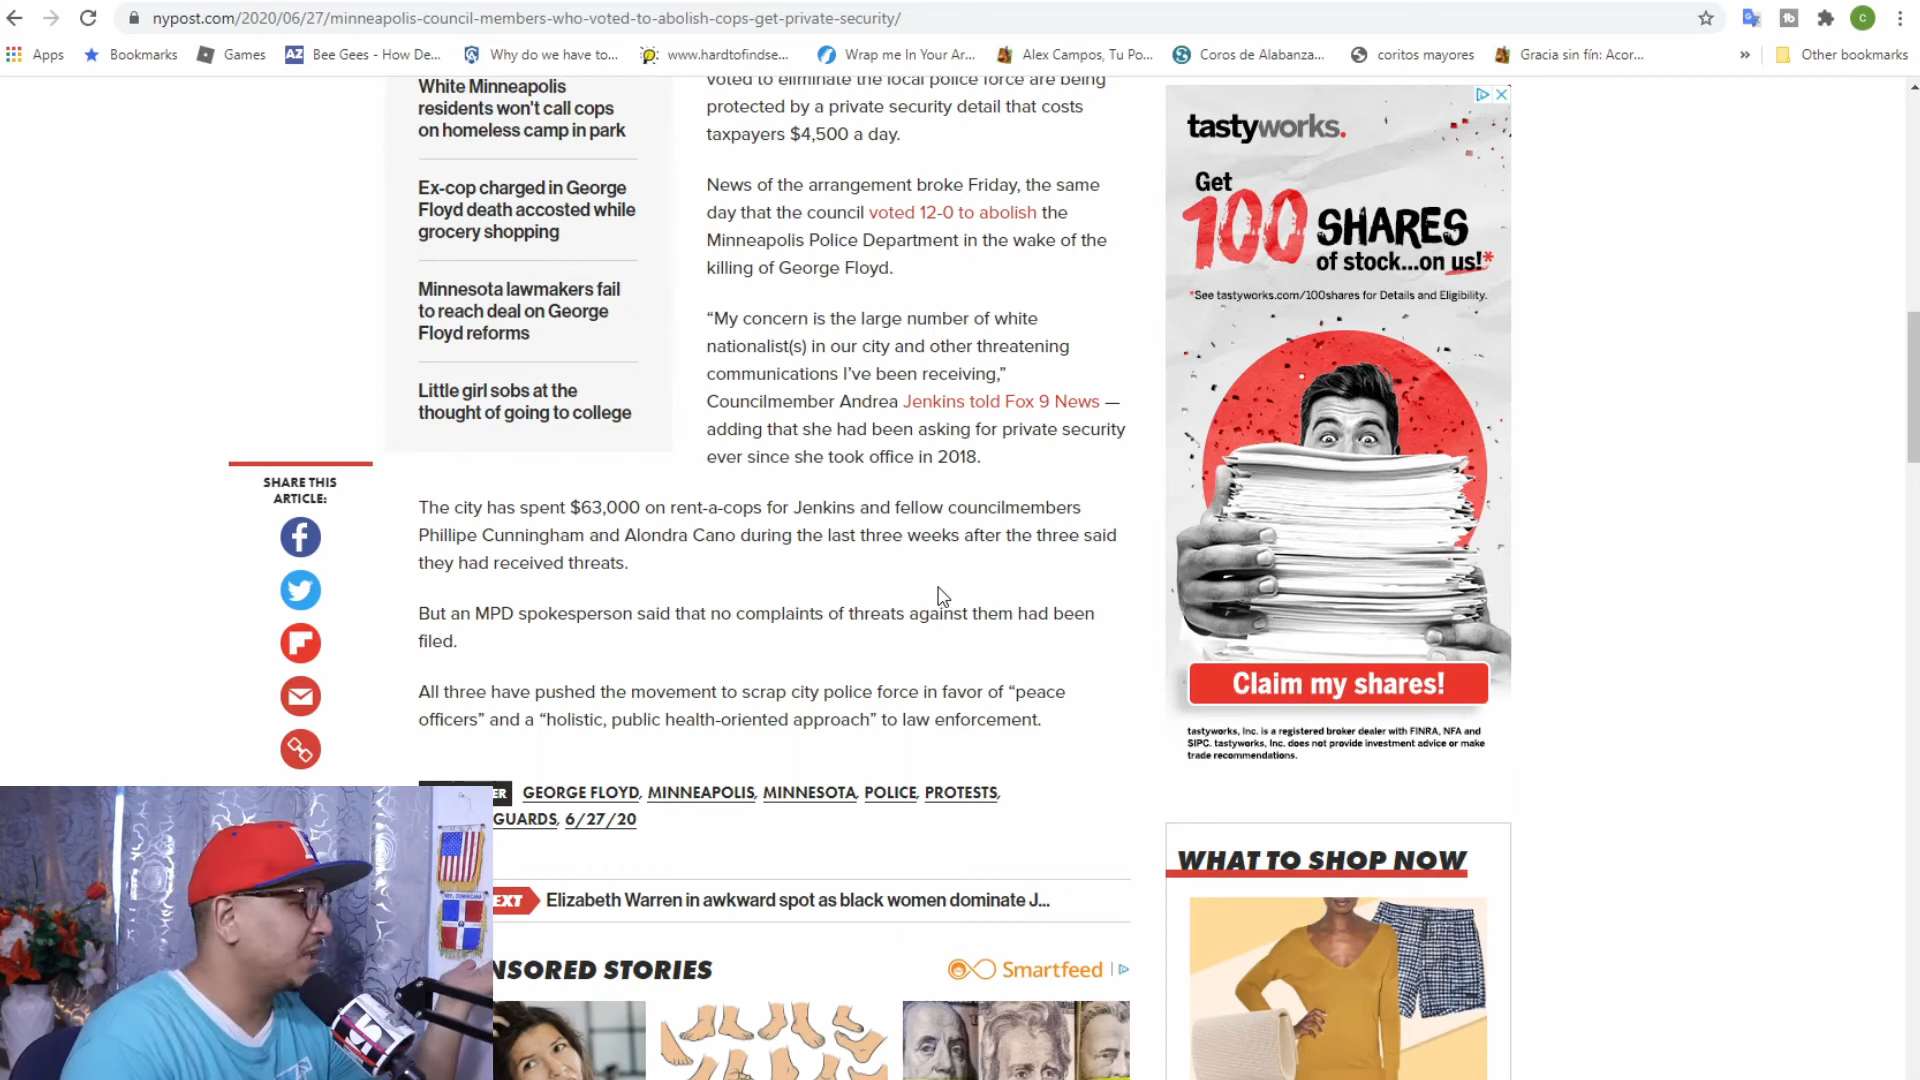 nypost.com/2020/06/27/minneapolis-council-members-who-voted-to-abolish-cops-get-private-security/
C
Apps
Bookmarks
Games
AZ
Bee Gees - How De...
Why do we have to...
www.hardtofindse...
Wrap me In Your Ar...
Alex Campos, Tu Po...
Coros de Alabanza...
coritos mayores
Gracia sin fín: Acor...
»
Other bookmarks
White Minneapolis
residents won't call cops
on homeless camp in park
Ex-cop charged in George
Floyd death accosted while
grocery shopping
Minnesota lawmakers fail
to reach deal on George
Floyd reforms
Little girl sobs at the
thought of going to college
voted to eliminate the local police force are being
protected by a private security detail that costs
taxpayers $4,500 a day.
News of the arrangement broke Friday, the same
day that the council voted 12-0 to abolish the
Minneapolis Police Department in the wake of the
killing of George Floyd.
“My concern is the large number of white
nationalist(s) in our city and other threatening
communications I’ve been receiving,”
Councilmember Andrea Jenkins told Fox 9 News —
adding that she had been asking for private security
ever since she took office in 2018.
SHARE THIS
ARTICLE:
The city has spent $63,000 on rent-a-cops for Jenkins and fellow councilmembers
Phillipe Cunningham and Alondra Cano during the last three weeks after the three said
they had received threats.
But an MPD spokesperson said that no complaints of threats against them had been
filed.
All three have pushed the movement to scrap city police force in favor of “peace
officers” and a “holistic, public health-oriented approach” to law enforcement.
ER GEORGE FLOYD, MINNEAPOLIS, MINNESOTA, POLICE, PROTESTS,
GUARDS, 6/27/20
EXT Elizabeth Warren in awkward spot as black women dominate J...
NSORED STORIES
Smartfeed
tastyworks.
Get
100 SHARES
of stock...on us!*
*See tastyworks.com/100shares for Details and Eligibility.
Claim my shares!
tastyworks, Inc. is a registered broker dealer with FINRA, NFA and
SIPC. tastyworks, Inc. does not provide investment advice or make
trade recommendations.
WHAT TO SHOP NOW